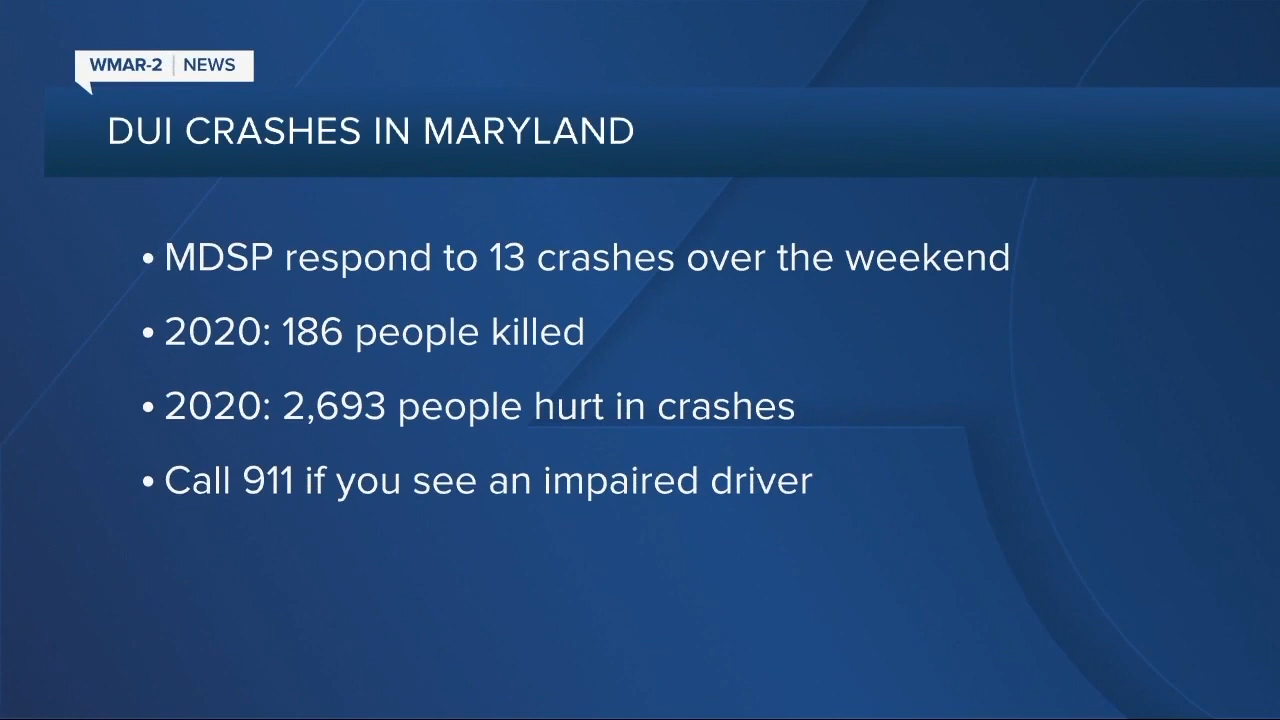 WMAR-2 | NEWS
DUI CRASHES IN MARYLAND
• MDSP respond to 13 crashes over the weekend
• 2020: 186 people killed
• 2020: 2,693 people hurt in crashes
• Call 911 if you see an impaired driver